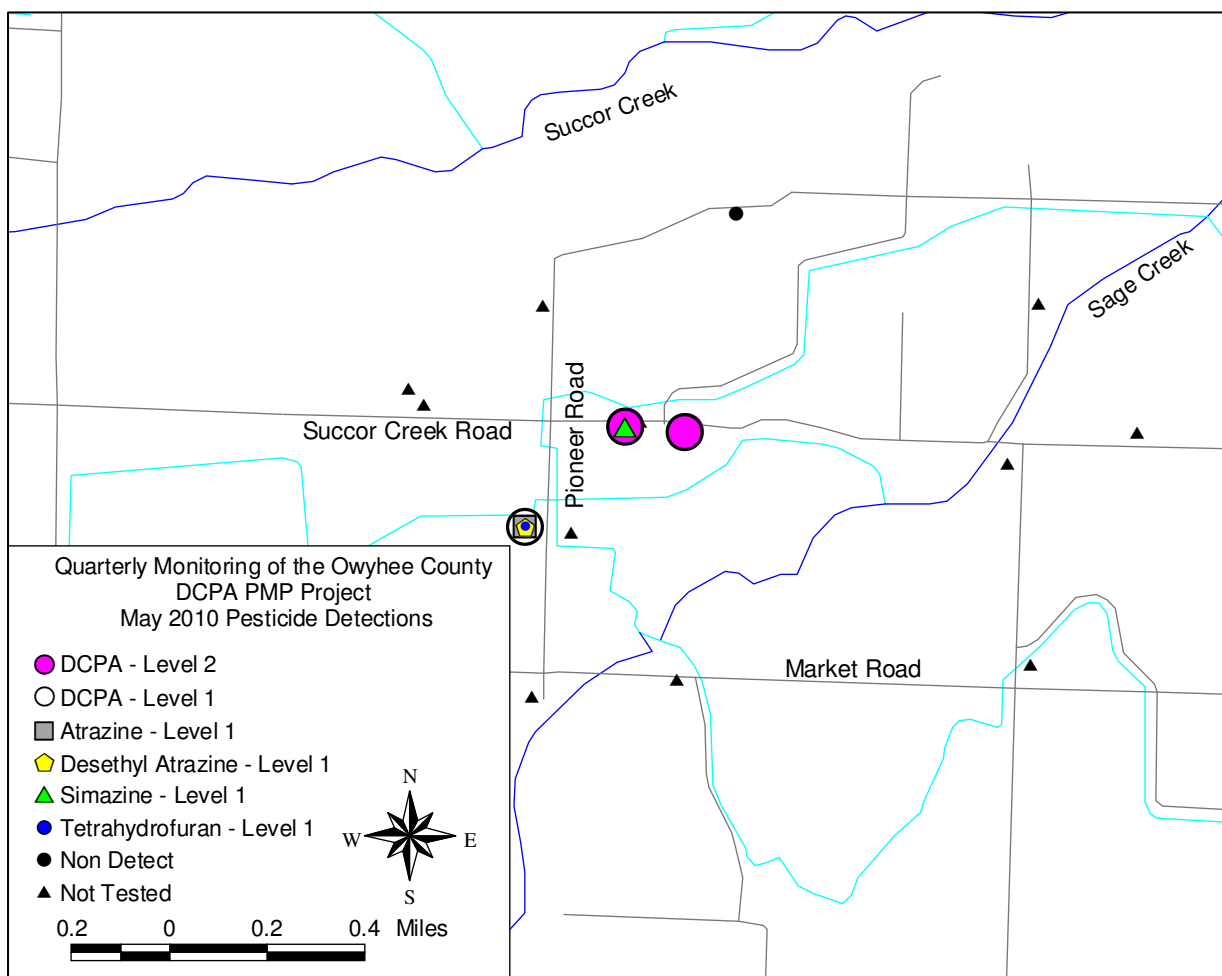 Succor Creek
Sage Creek
Pioneer Road
Succor Creek Road
Market Road
Quarterly Monitoring of the Owyhee County
DCPA PMP Project
May 2010 Pesticide Detections
DCPA - Level 2
DCPA - Level 1
Atrazine - Level 1
Desethyl Atrazine - Level 1
Simazine - Level 1
Tetrahydrofuran - Level 1
Non Detect
Not Tested
N
W E
S
0.2 0 0.2 0.4 Miles